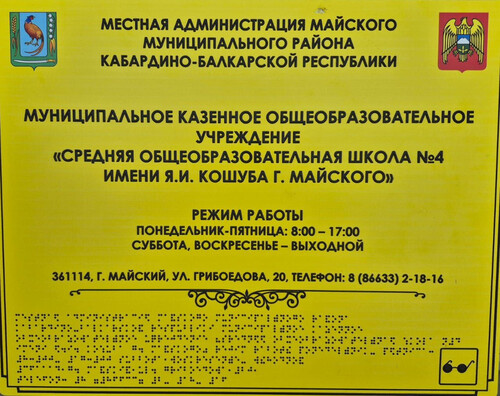 МЕСТНАЯ АДМИНИСТРАЦИЯ МАЙСКОГО
МУНИЦИПАЛЬНОГО РАЙОНА
КАБАРДИНО-БАЛКАРСКОЙ РЕСПУБЛИКИ
МУНИЦИПАЛЬНОЕ КАЗЕННОЕ ОБЩЕОБРАЗОВАТЕЛЬНОЕ
УЧРЕЖДЕНИЕ
«СРЕДНЯЯ ОБЩЕОБРАЗОВАТЕЛЬНАЯ ШКОЛА №4
ИМЕНИ Я.И. КОШУБА Г. МАЙСКОГО»
РЕЖИМ РАБОТЫ
ПОНЕДЕЛЬНИК-ПЯТНИЦА: 8:00 – 17:00
СУББОТА, ВОСКРЕСЕНЬЕ – ВЫХОДНОЙ
361114, Г. МАЙСКИЙ, УЛ. ГРИБОЕДОВА, 20, ТЕЛЕФОН: 8 (86633) 2-18-16